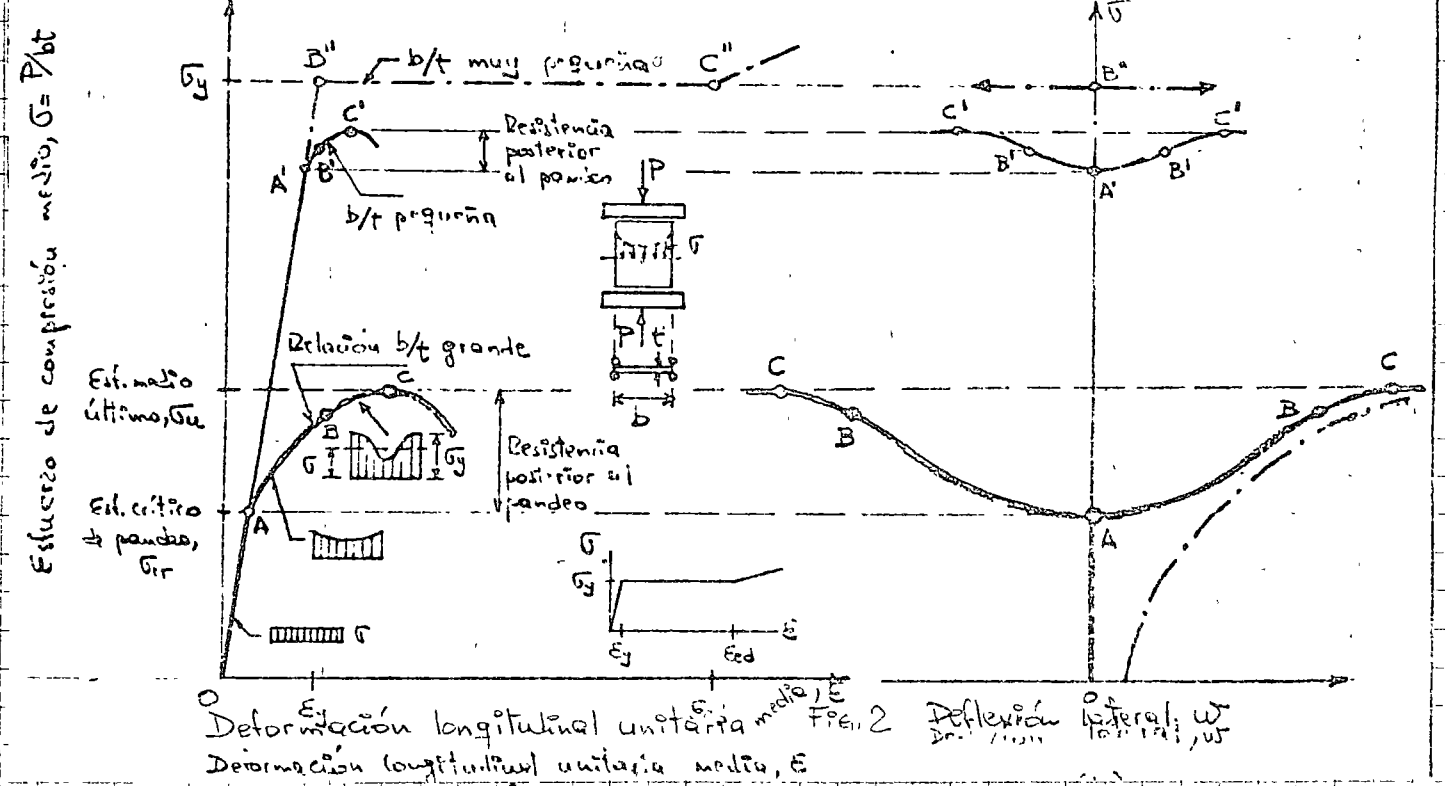 Esfuerzo de compresión medio, σ= P/bt
σy
B"
b/t muy pequeñas
C"
A'
B'
C'
b/t pequeña
Resistencia
posterior
al pandeo
P
σ
P
t
b
Relación b/t grande
Esf. medio
último, σu
C
B
σ
σy
Resistencia
posterior al
pandeo
Esf. crítico
de pandeo,
σcr
A
σ
σ
σy
εy
εcd
ε
O
εy
ε
Deformación longitudinal unitaria media, ε
Deformación longitudinal unitaria media, ε
Fig. 2
σ
B"
C'
C'
B'
B'
A'
C
C
B
B
A
O
Deflexión lateral, w